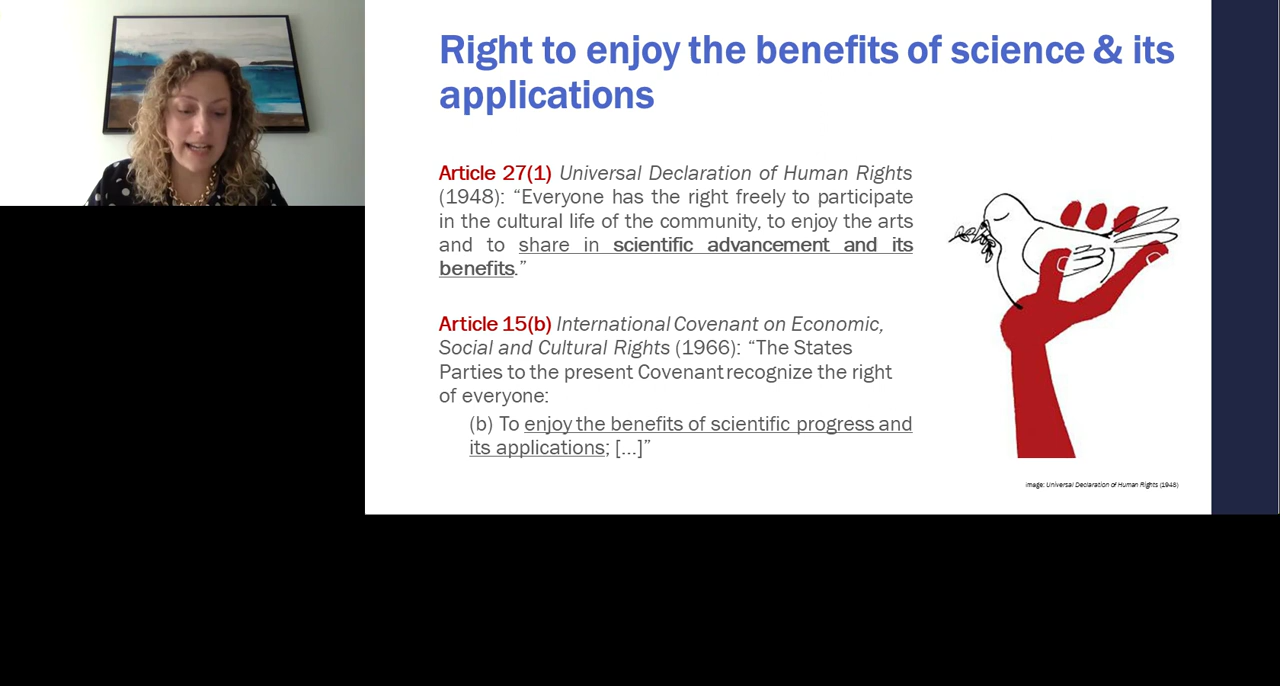 Right to enjoy the benefits of science & its
applications
Article 27(1) Universal Declaration of Human Rights
(1948): “Everyone has the right freely to participate
in the cultural life of the community, to enjoy the arts
and to share in scientific advancement and its
benefits.”
Article 15(b) International Covenant on Economic,
Social and Cultural Rights (1966): “The States
Parties to the present Covenant recognize the right
of everyone:
(b) To enjoy the benefits of scientific progress and
its applications; [...]”
image: Universal Declaration of Human Rights (1948)